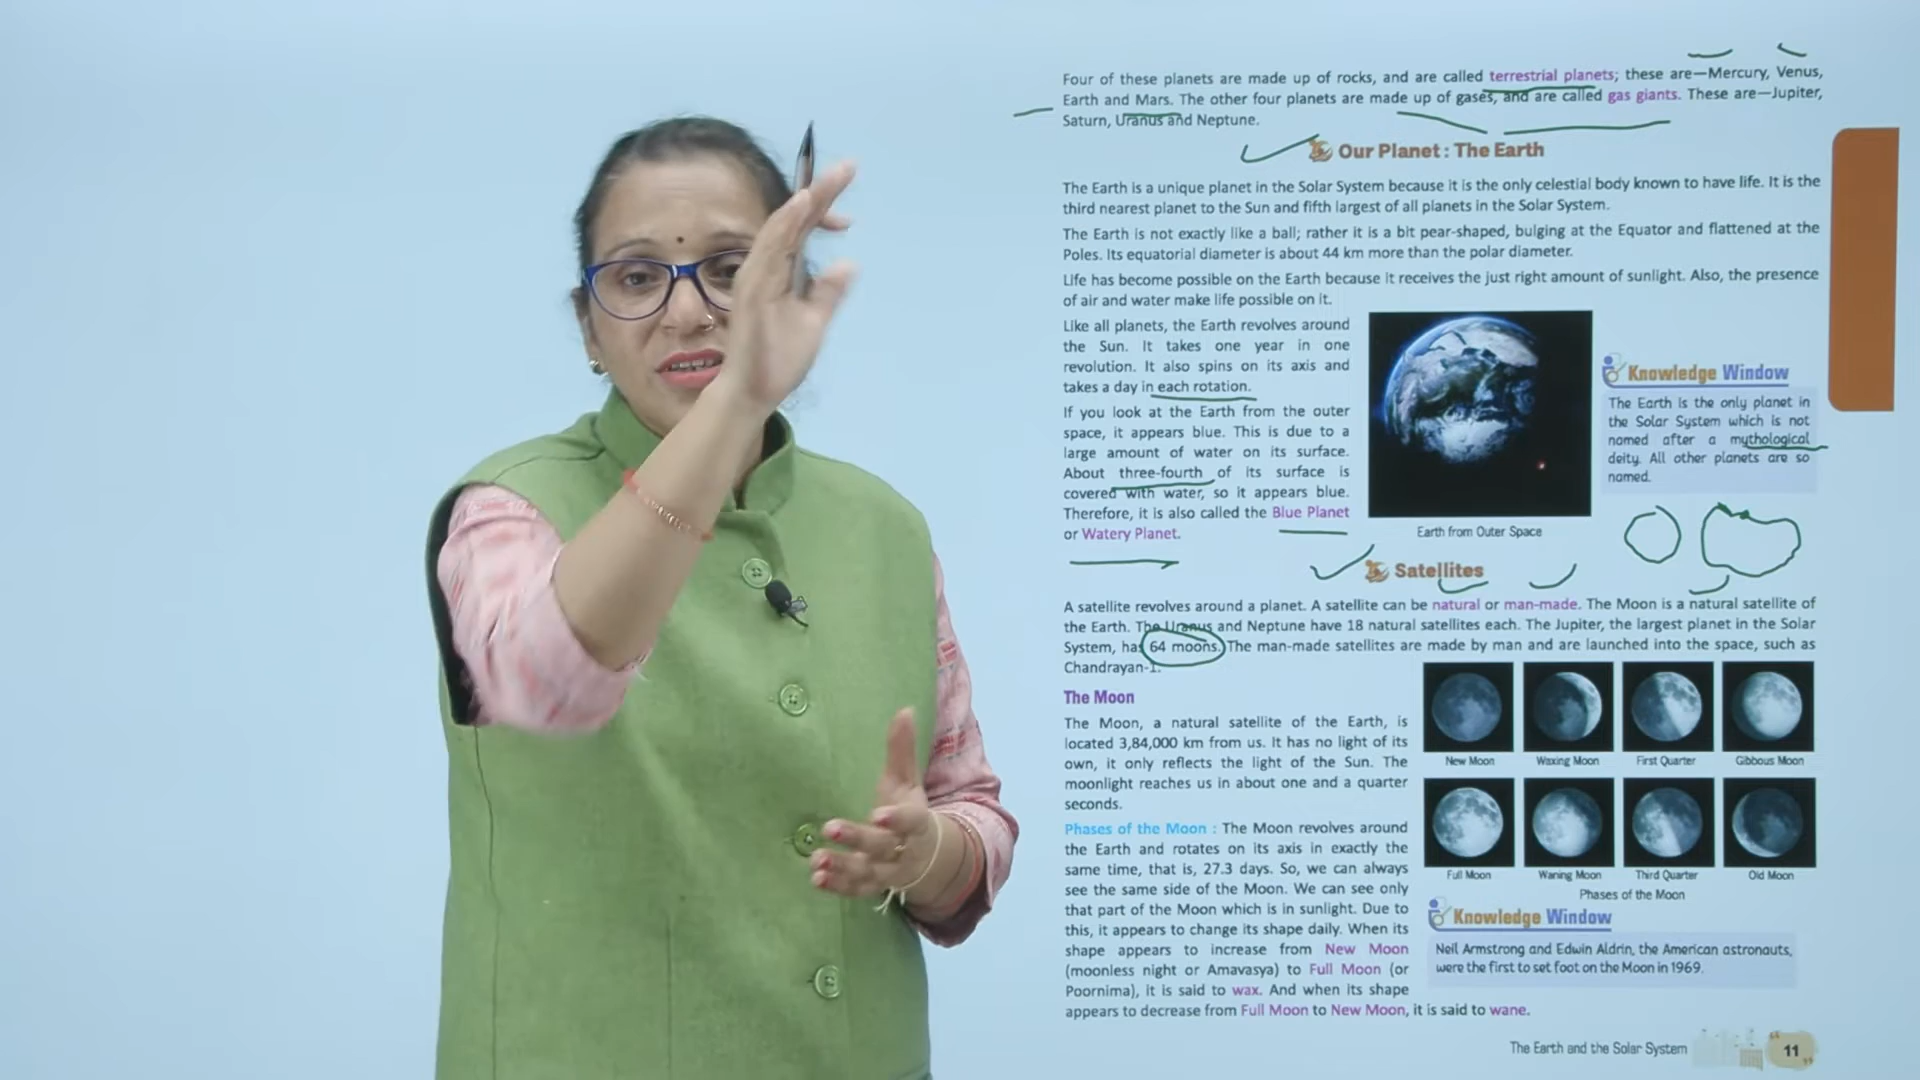 Four of these planets are made up of rocks, and are called terrestrial planets; these are—Mercury, Venus,
Earth and Mars. The other four planets are made up of gases, and are called gas giants. These are—Jupiter,
Saturn, Uranus and Neptune.
Our Planet : The Earth
The Earth is a unique planet in the Solar System because it is the only celestial body known to have life. It is the
third nearest planet to the Sun and fifth largest of all planets in the Solar System.
The Earth is not exactly like a ball; rather it is a bit pear-shaped, bulging at the Equator and flattened at the
Poles. Its equatorial diameter is about 44 km more than the polar diameter.
Life has become possible on the Earth because it receives the just right amount of sunlight. Also, the presence
of air and water make life possible on it.
Like all planets, the Earth revolves around
the Sun. It takes one year in one
revolution. It also spins on its axis and
takes a day in each rotation.
If you look at the Earth from the outer
space, it appears blue. This is due to a
large amount of water on its surface.
About three-fourth of its surface is
covered with water, so it appears blue.
Therefore, it is also called the Blue Planet
or Watery Planet.
Earth from Outer Space
Knowledge Window
The Earth is the only planet in
the Solar System which is not
named after a mythological
deity. All other planets are so
named.
Satellites
A satellite revolves around a planet. A satellite can be natural or man-made. The Moon is a natural satellite of
the Earth. The Uranus and Neptune have 18 natural satellites each. The Jupiter, the largest planet in the Solar
System, has 64 moons. The man-made satellites are made by man and are launched into the space, such as
Chandrayan-1.
The Moon
The Moon, a natural satellite of the Earth, is
located 3,84,000 km from us. It has no light of its
own, it only reflects the light of the Sun. The
moonlight reaches us in about one and a quarter
seconds.
Phases of the Moon : The Moon revolves around
the Earth and rotates on its axis in exactly the
same time, that is, 27.3 days. So, we can always
see the same side of the Moon. We can see only
that part of the Moon which is in sunlight. Due to
this, it appears to change its shape daily. When its
shape appears to increase from New Moon
(moonless night or Amavasya) to Full Moon (or
Poornima), it is said to wax. And when its shape
appears to decrease from Full Moon to New Moon, it is said to wane.
New Moon Waxing Moon First Quarter Gibbous Moon
Full Moon Waning Moon Third Quarter Old Moon
Phases of the Moon
Knowledge Window
Neil Armstrong and Edwin Aldrin, the American astronauts,
were the first to set foot on the Moon in 1969.
The Earth and the Solar System 11